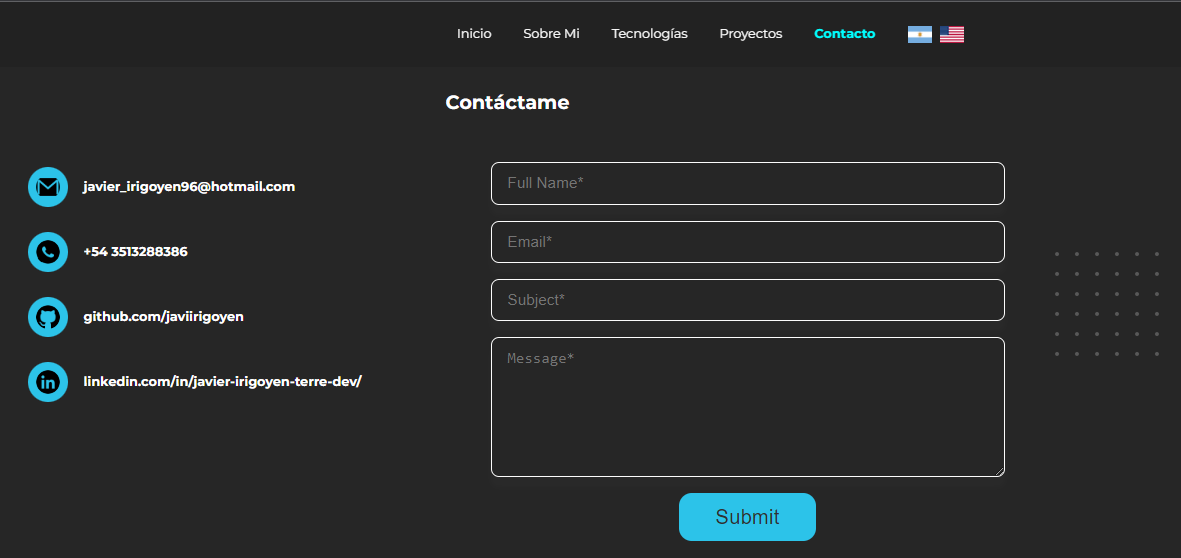 Inicio Sobre Mi Tecnologías Proyectos Contacto
Contáctame
javier_irigoyen96@hotmail.com
+54 3513288386
github.com/javiirigoyen
linkedin.com/in/javier-irigoyen-terre-dev/
Full Name*
Email*
Subject*
Message*
Submit